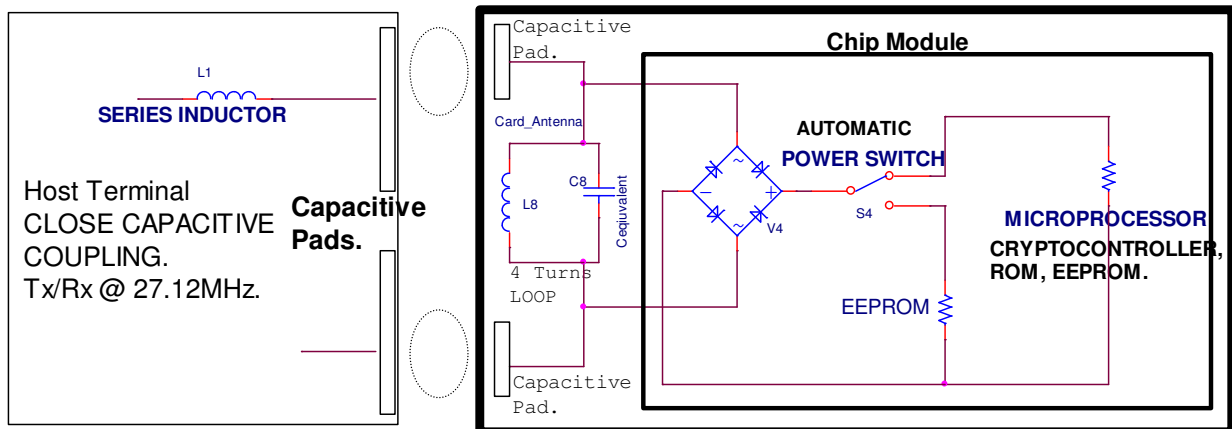 L1
SERIES INDUCTOR
Host Terminal
CLOSE CAPACITIVE
COUPLING.
Tx/Rx @ 27.12MHz.
Capacitive
Pads.
Capacitive
Pad.
Card_Antenna
L8
C8
Ceqiuvalent
4 Turns
LOOP
Capacitive
Pad.
Chip Module
~
−
+
~
V4
AUTOMATIC
POWER SWITCH
S4
EEPROM
MICROPROCESSOR
CRYPTOCONTROLLER,
ROM, EEPROM.